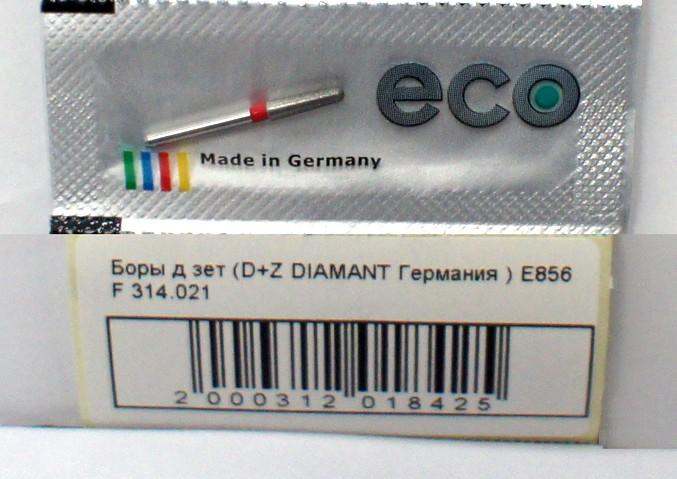 eco
Made in Germany
Боры д зет (D+Z DIAMANT Германия ) E856
F 314.021
2 000312 018425